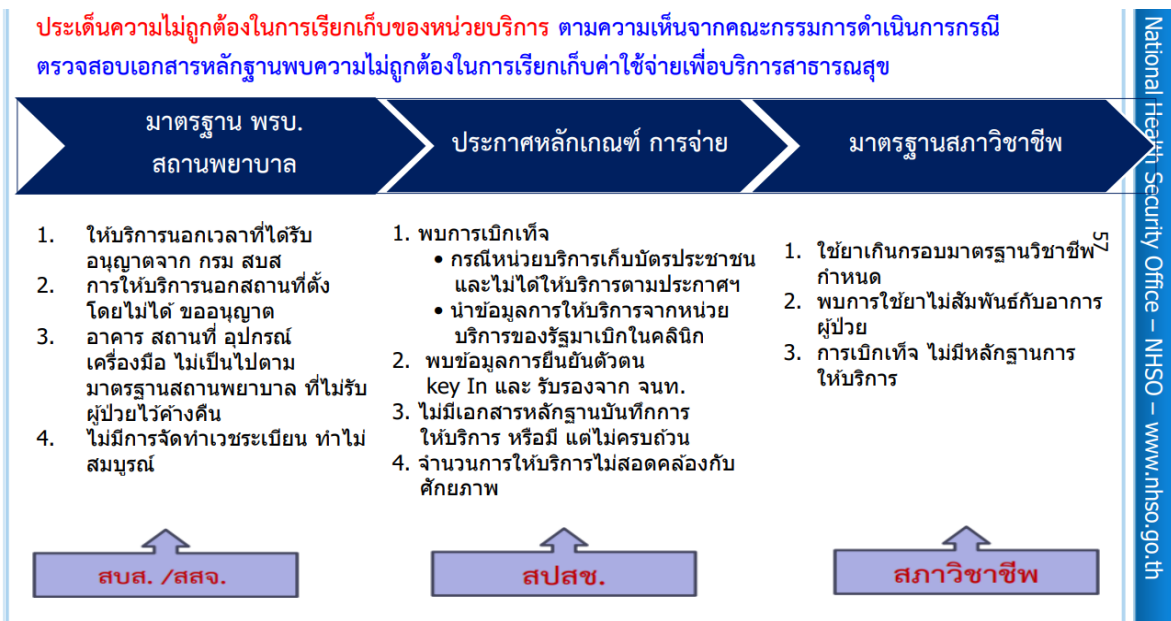 ประเด็นความไม่ถูกต้องในการเรียกเก็บของหน่วยบริการ ตามความเห็นจากคณะกรรมการดำเนินการกรณี
ตรวจสอบเอกสารหลักฐานพบความไม่ถูกต้องในการเรียกเก็บค่าใช้จ่ายเพื่อบริการสาธารณสุข
มาตรฐาน พรบ.
สถานพยาบาล
ประกาศหลักเกณฑ์ การจ่าย
มาตรฐานสภาวิชาชีพ
1. ให้บริการนอกเวลาที่ได้รับ
อนุญาตจาก กรม สบส
2. การให้บริการนอกสถานที่ตั้ง
โดยไม่ได้ ขออนุญาต
3. อาคาร สถานที่ อุปกรณ์
เครื่องมือ ไม่เป็นไปตาม
มาตรฐานสถานพยาบาล ที่ไม่รับ
ผู้ป่วยไว้ค้างคืน
4. ไม่มีการจัดทำเวชระเบียน ทำไม่
สมบูรณ์
1. พบการเบิกเท็จ
• กรณีหน่วยบริการเก็บบัตรประชาชน
และไม่ได้ให้บริการตามประกาศฯ
• นำข้อมูลการให้บริการจากหน่วย
บริการของรัฐมาเบิกในคลินิก
2. พบข้อมูลการยืนยันตัวตน
key In และ รับรองจาก จนท.
3. ไม่มีเอกสารหลักฐานบันทึกการ
ให้บริการ หรือมี แต่ไม่ครบถ้วน
4. จำนวนการให้บริการไม่สอดคล้องกับ
ศักยภาพ
1. ใช้ยาเกินกรอบมาตรฐานวิชาชีพ
กำหนด
2. พบการใช้ยาไม่สัมพันธ์กับอาการ
ผู้ป่วย
3. การเบิกเท็จ ไม่มีหลักฐานการ
ให้บริการ
สบส. /สสจ.
สปสช.
สภาวิชาชีพ
57
National Health Security Office – NHSO – www.nhso.go.th